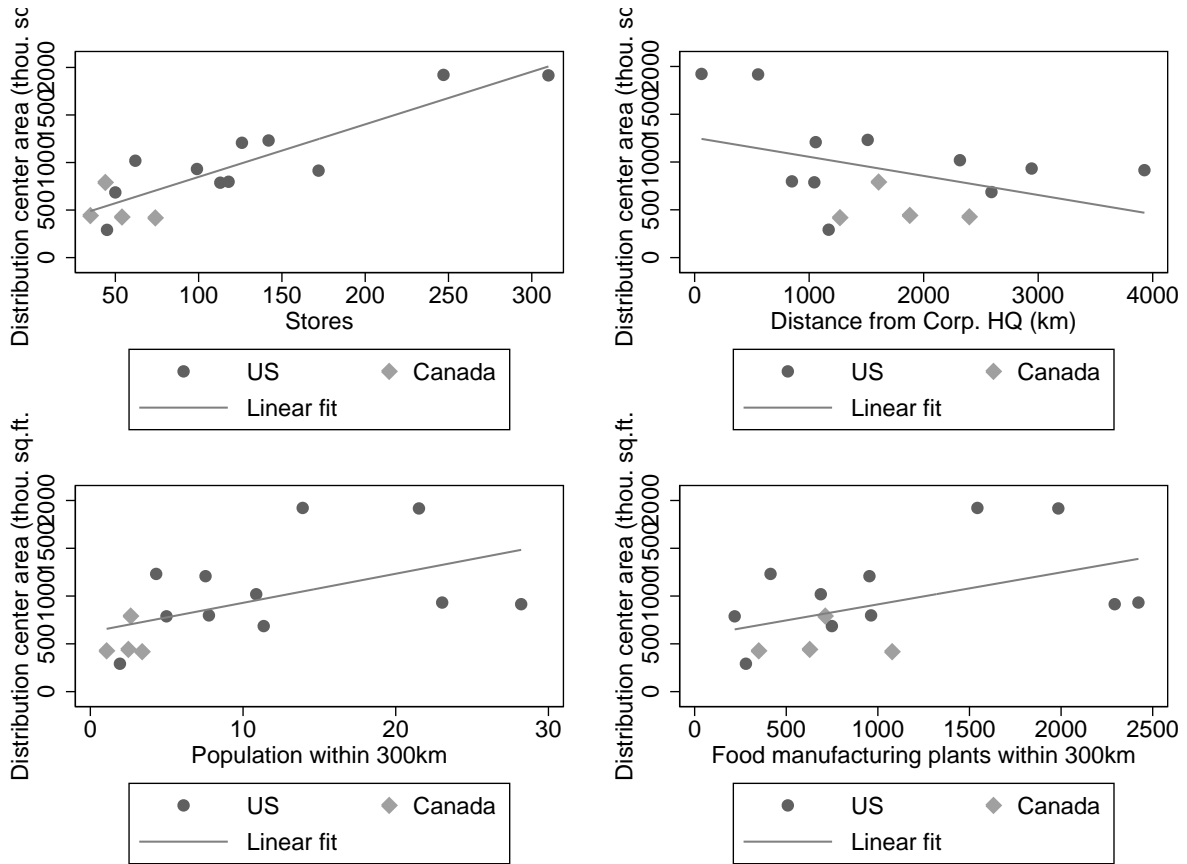 Distribution center area (thou. sc
0 500 1000 1500 2000
50 100 150 200 250 300
Stores
US Canada
Linear fit
Distribution center area (thou. sc
0 500 1000 1500 2000
0 1000 2000 3000 4000
Distance from Corp. HQ (km)
US Canada
Linear fit
Distribution center area (thou. sq.ft.
0 500 1000 1500 2000
0 10 20 30
Population within 300km
US Canada
Linear fit
Distribution center area (thou. sq.ft.
0 500 1000 1500 2000
0 500 1000 1500 2000 2500
Food manufacturing plants within 300km
US Canada
Linear fit